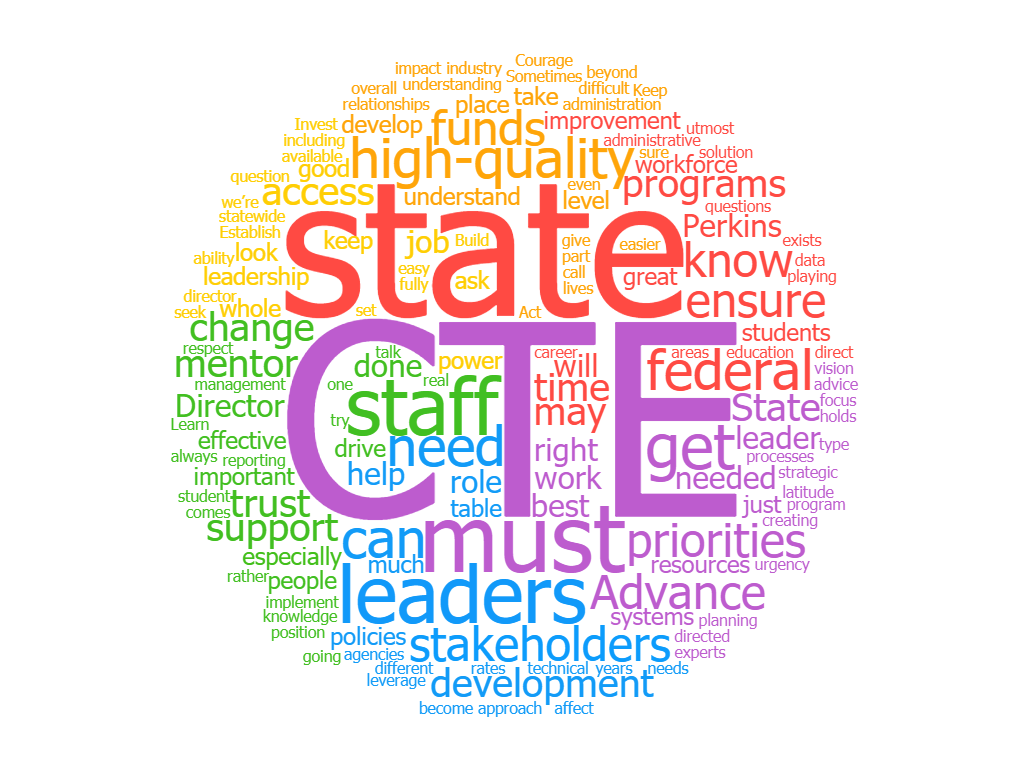 Courage
impact industry
Sometimes
beyond
overall
understanding
difficult
Keep
relationships
place
take
administration
Invest
develop
funds
improvement
utmost
including
administrative
available
good
high-quality
sure
solution
workforce
question
access
understand
even
level
programs
we're
questions
statewide
Establish
keep
job
Build
give
easier
Perkins
exists
ability
look
part
know
data
leadership
easy
fully
ask
call
great
playing
director
lives
seek
whole
set
state
Act
ensure
change
students
respect
talk
power
career
areas
education
direct
mentor
done
will
federal
vision
management
one
real
time
advice
Director
staff
may
State
focus
holds
Learn
try
effective
drive
need
right
get
leader
type
always
reporting
processes
important
help
role
work
needed
strategic
student
latitude
comes
trust
table
best
CTE
just
program
support
can
must
creating
priorities
especially
much
resources
urgency
rather
people
leaders
Advance
implement
knowledge
systems
planning
position
policies
stakeholders
directed
going
agencies
experts
different
rates
technical
years
needs
leverage
development
become
approach
affect